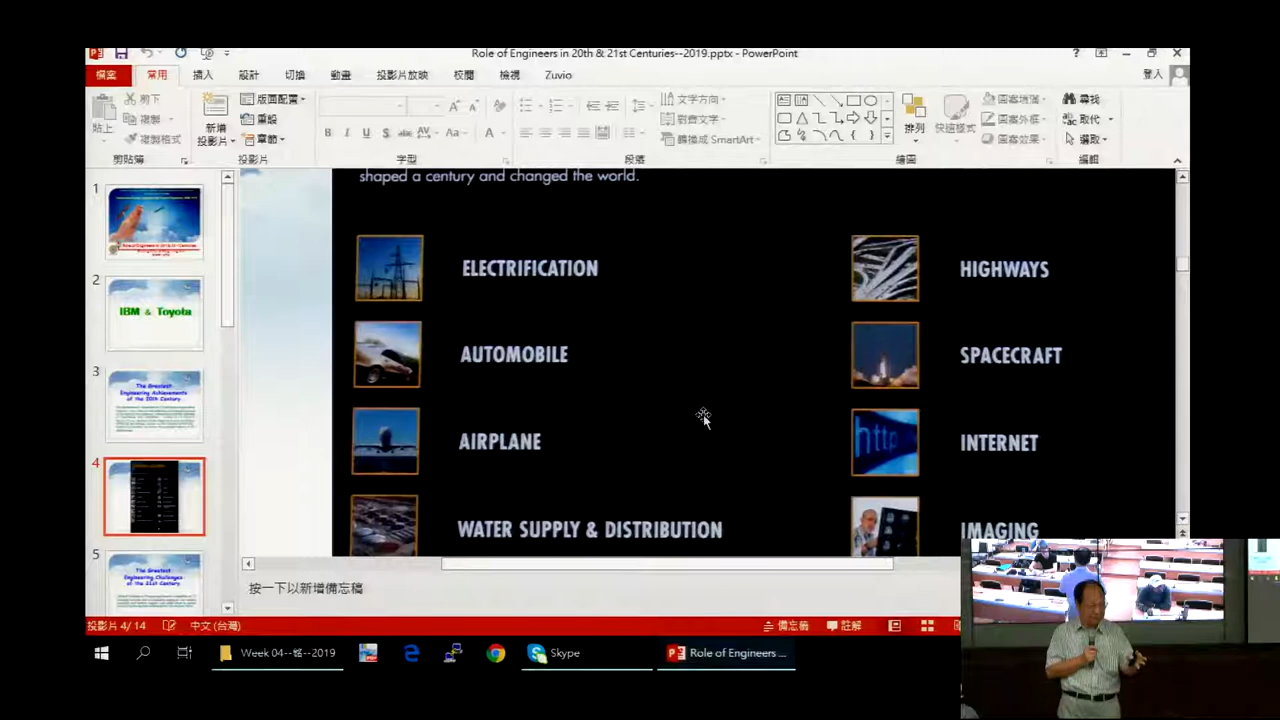 Role of Engineers in 20th & 21st Centuries--2019.pptx - PowerPoint
檔案 常用 插入 設計 切換 動畫 投影片放映 校閱 檢視 Zuvio 登入
貼上 剪下 複製 複製格式
新增投影片 版面配置 重設 章節
文字方向 對齊文字 轉換成 SmartArt
排列 快速樣式 圖案填滿 圖案外框 圖案效果
尋找 取代 選取
剪貼簿 投影片 字型 段落 繪圖 編輯
1
2
IBM & Toyota
3
The Greatest
Engineering Achievements
of the 20th Century
4
5
The Greatest
Engineering Challenges
of the 21st Century
shaped a century and changed the world.
ELECTRIFICATION
HIGHWAYS
AUTOMOBILE
SPACECRAFT
AIRPLANE
http
INTERNET
WATER SUPPLY & DISTRIBUTION
IMAGING
按一下以新增備忘稿
投影片 4/14 中文 (台灣) 備忘稿 註解
Week 04--銘--2019 Skype Role of Engineers ...